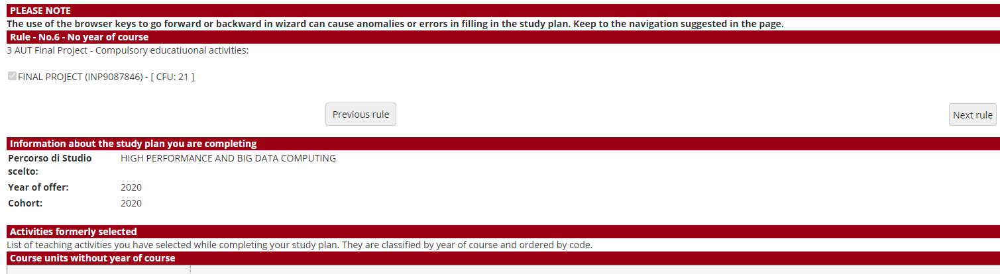 PLEASE NOTE
The use of the browser keys to go forward or backward in wizard can cause anomalies or errors in filling in the study plan. Keep to the navigation suggested in the page.
Rule - No.6 - No year of course
3 AUT Final Project - Compulsory educatiuonal activities:
FINAL PROJECT (INP9087846) - [ CFU: 21 ]
Previous rule
Next rule
Information about the study plan you are completing
Percorso di Studio HIGH PERFORMANCE AND BIG DATA COMPUTING
scelto:
Year of offer: 2020
Cohort: 2020
Activities formerly selected
List of teaching activities you have selected while completing your study plan. They are classified by year of course and ordered by code.
Course units without year of course